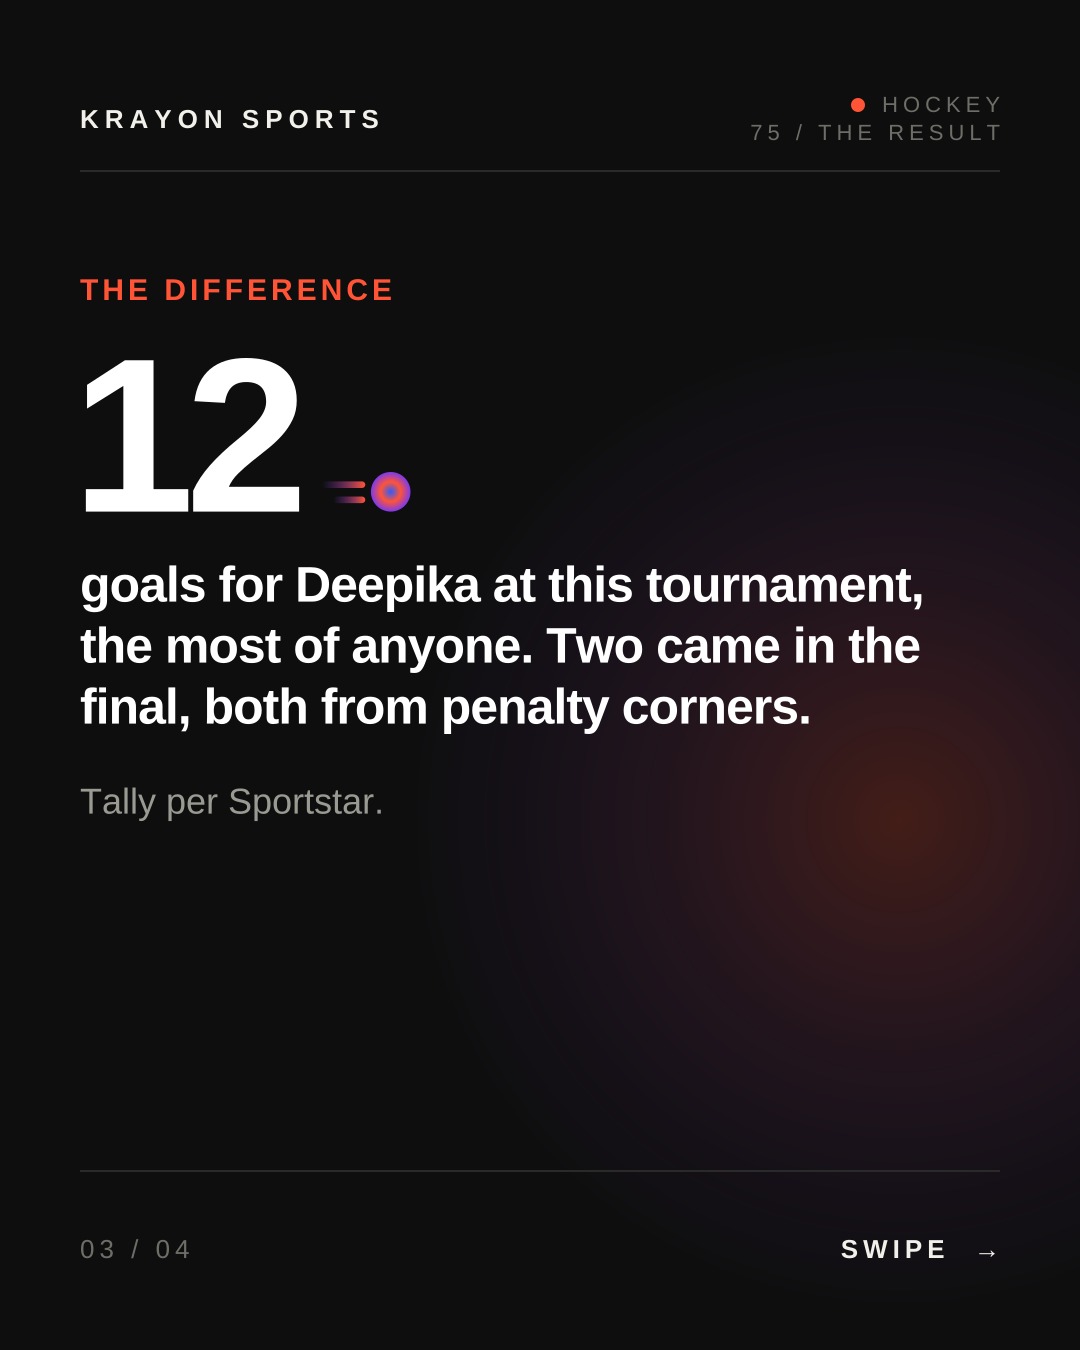 KRAYON SPORTS
HOCKEY
75 / THE RESULT
THE DIFFERENCE
12
goals for Deepika at this tournament,
the most of anyone. Two came in the
final, both from penalty corners.
Tally per Sportstar.
03 / 04
SWIPE →